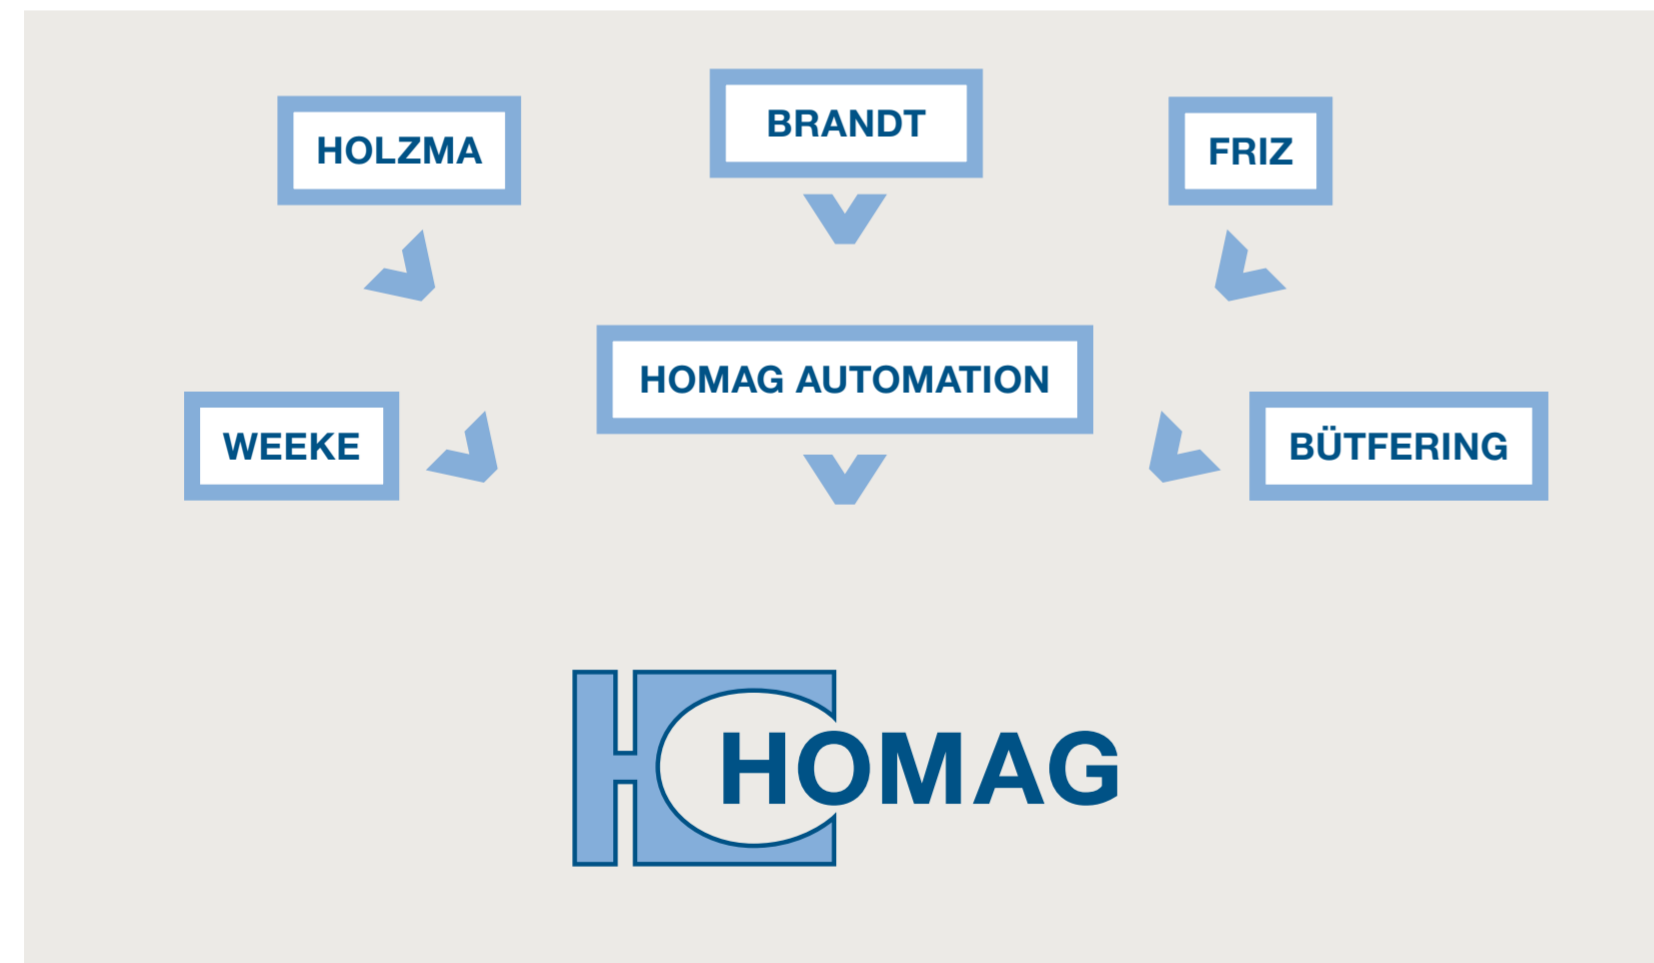 HOLZMA
BRANDT
FRIZ
WEEKE
HOMAG AUTOMATION
BÜTFERING
HOMAG